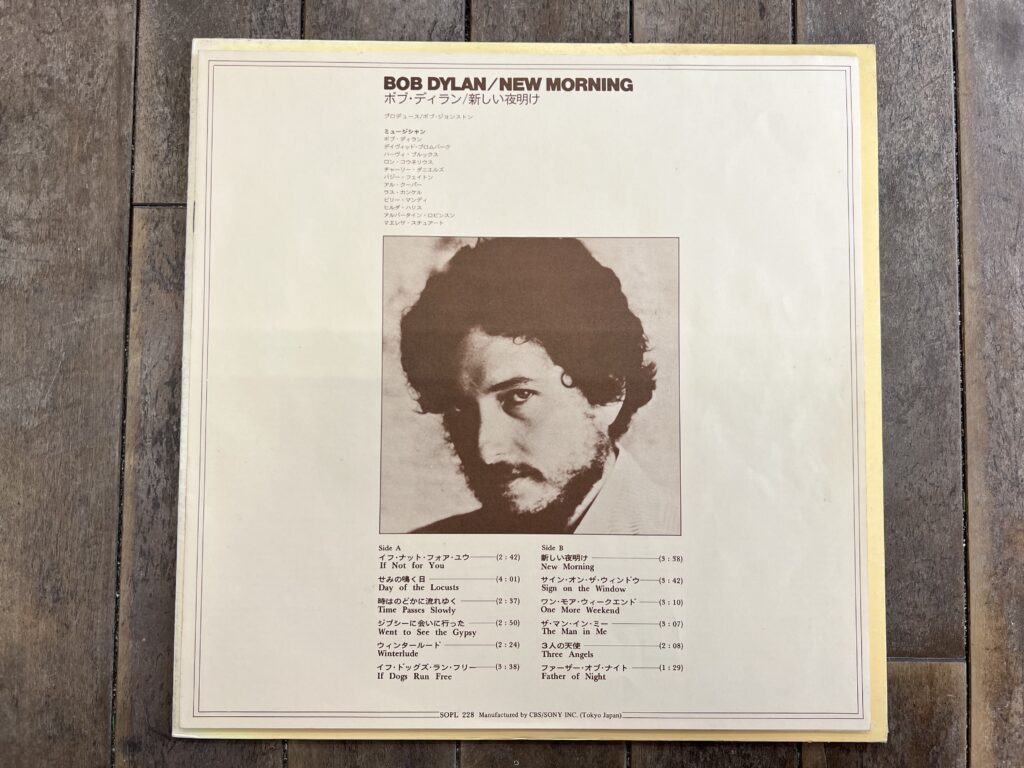 BOB DYLAN/NEW MORNING
ボブ・ディラン/新しい夜明け
プロデュース/ボブ・ジョンストン
ミュージシャン
ボブ・ディラン
デイヴィッド・ブロムバーク
ハーヴィ・ブルックス
ロン・コウネリウス
チャーリー・ダニエルズ
バジー・フェイトン
アル・クーパー
ラス・カンケル
ビリー・マンディ
ヒルダ・ハリス
アルバータイン・ロビンスン
マエレサ・スチュアート
Side A
イフ・ナット・フォア・ユウ (2:42)
If Not for You
せみの鳴く日 (4:01)
Day of the Locusts
時はのどかに流れゆく (2:37)
Time Passes Slowly
ジプシーに会いに行った (2:50)
Went to See the Gypsy
ウィンタールード (2:24)
Winterlude
イフ・ドッグズ・ラン・フリー (3:38)
If Dogs Run Free
Side B
新しい夜明け (3:58)
New Morning
サイン・オン・ザ・ウィンドウ (3:42)
Sign on the Window
ワン・モア・ウィークエンド (3:10)
One More Weekend
ザ・マン・イン・ミー (3:07)
The Man in Me
3人の天使 (2:08)
Three Angels
ファーザー・オブ・ナイト (1:29)
Father of Night
SOPL 228 Manufactured by CBS/SONY INC. (Tokyo Japan)